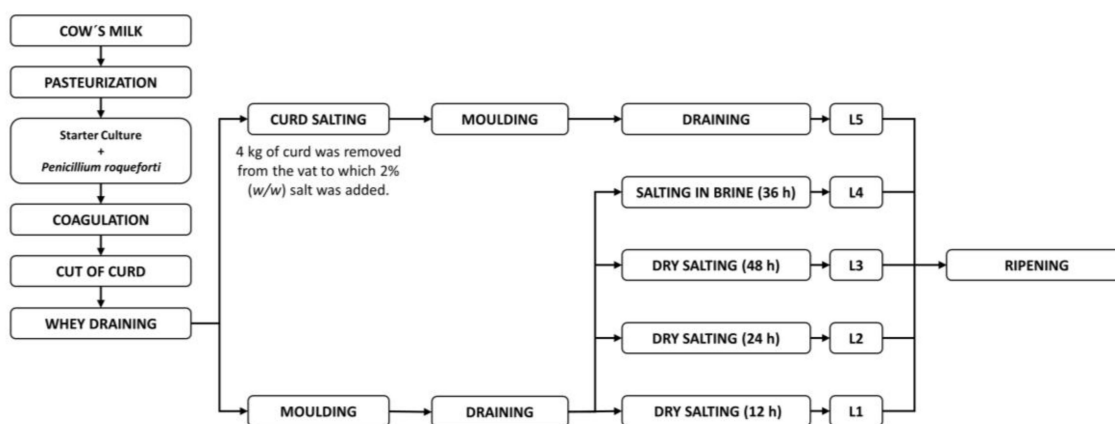 COW´S MILK
PASTEURIZATION
Starter Culture
+
Penicillium roqueforti
COAGULATION
CUT OF CURD
WHEY DRAINING
CURD SALTING
4 kg of curd was removed
from the vat to which 2%
(w/w) salt was added.
MOULDING
DRAINING
L5
SALTING IN BRINE (36 h)
L4
DRY SALTING (48 h)
L3
DRY SALTING (24 h)
L2
MOULDING
DRAINING
DRY SALTING (12 h)
L1
RIPENING